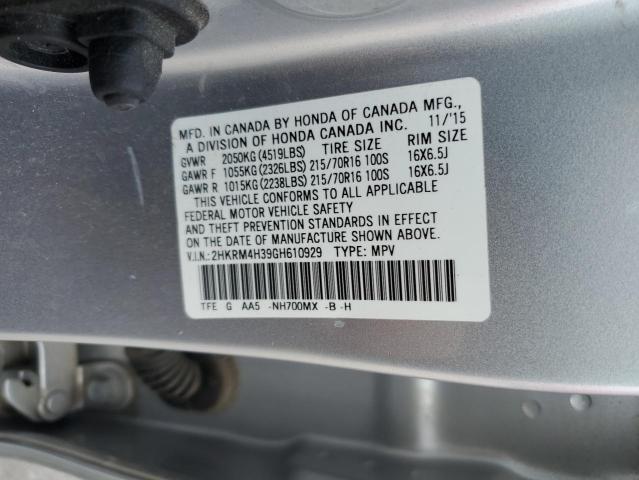 MFD. IN CANADA BY HONDA OF CANADA MFG.,
A DIVISION OF HONDA CANADA INC. 11/'15
GVWR 2050KG(4519LBS) TIRE SIZE RIM SIZE
GAWR F 1055KG(2326LBS)215/70R16 100S 16X6.5J
GAWR R 1015KG(2238LBS)215/70R16 100S 16X6.5J
THIS VEHICLE CONFORMS TO ALL APPLICABLE
FEDERAL MOTOR VEHICLE SAFETY
AND THEFT PREVENTION STANDARDS IN EFFECT
ON THE DATE OF MANUFACTURE SHOWN ABOVE.
V.I.N.:2HKRM4H39GH610929 TYPE: MPV
TFE G AA5 -NH700MX -B -H